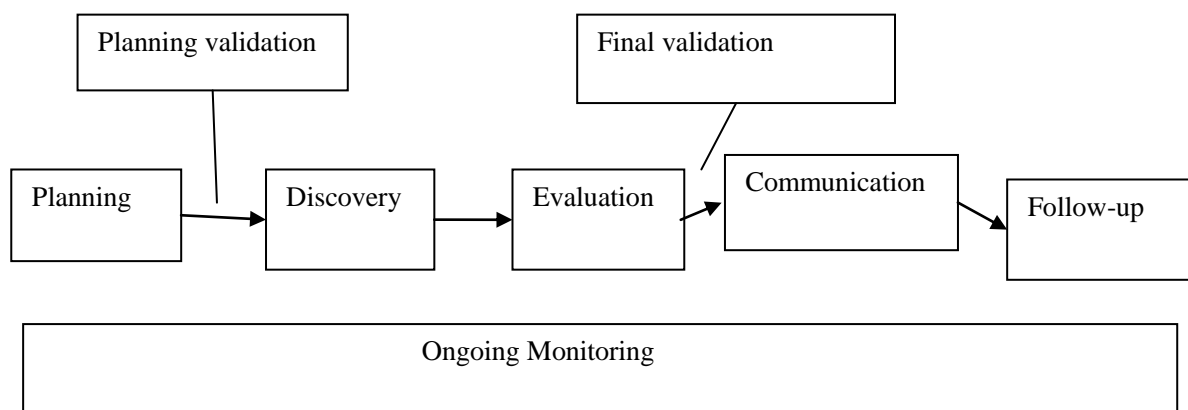 Planning validation
Final validation
Planning
Discovery
Evaluation
Communication
Follow-up
Ongoing Monitoring